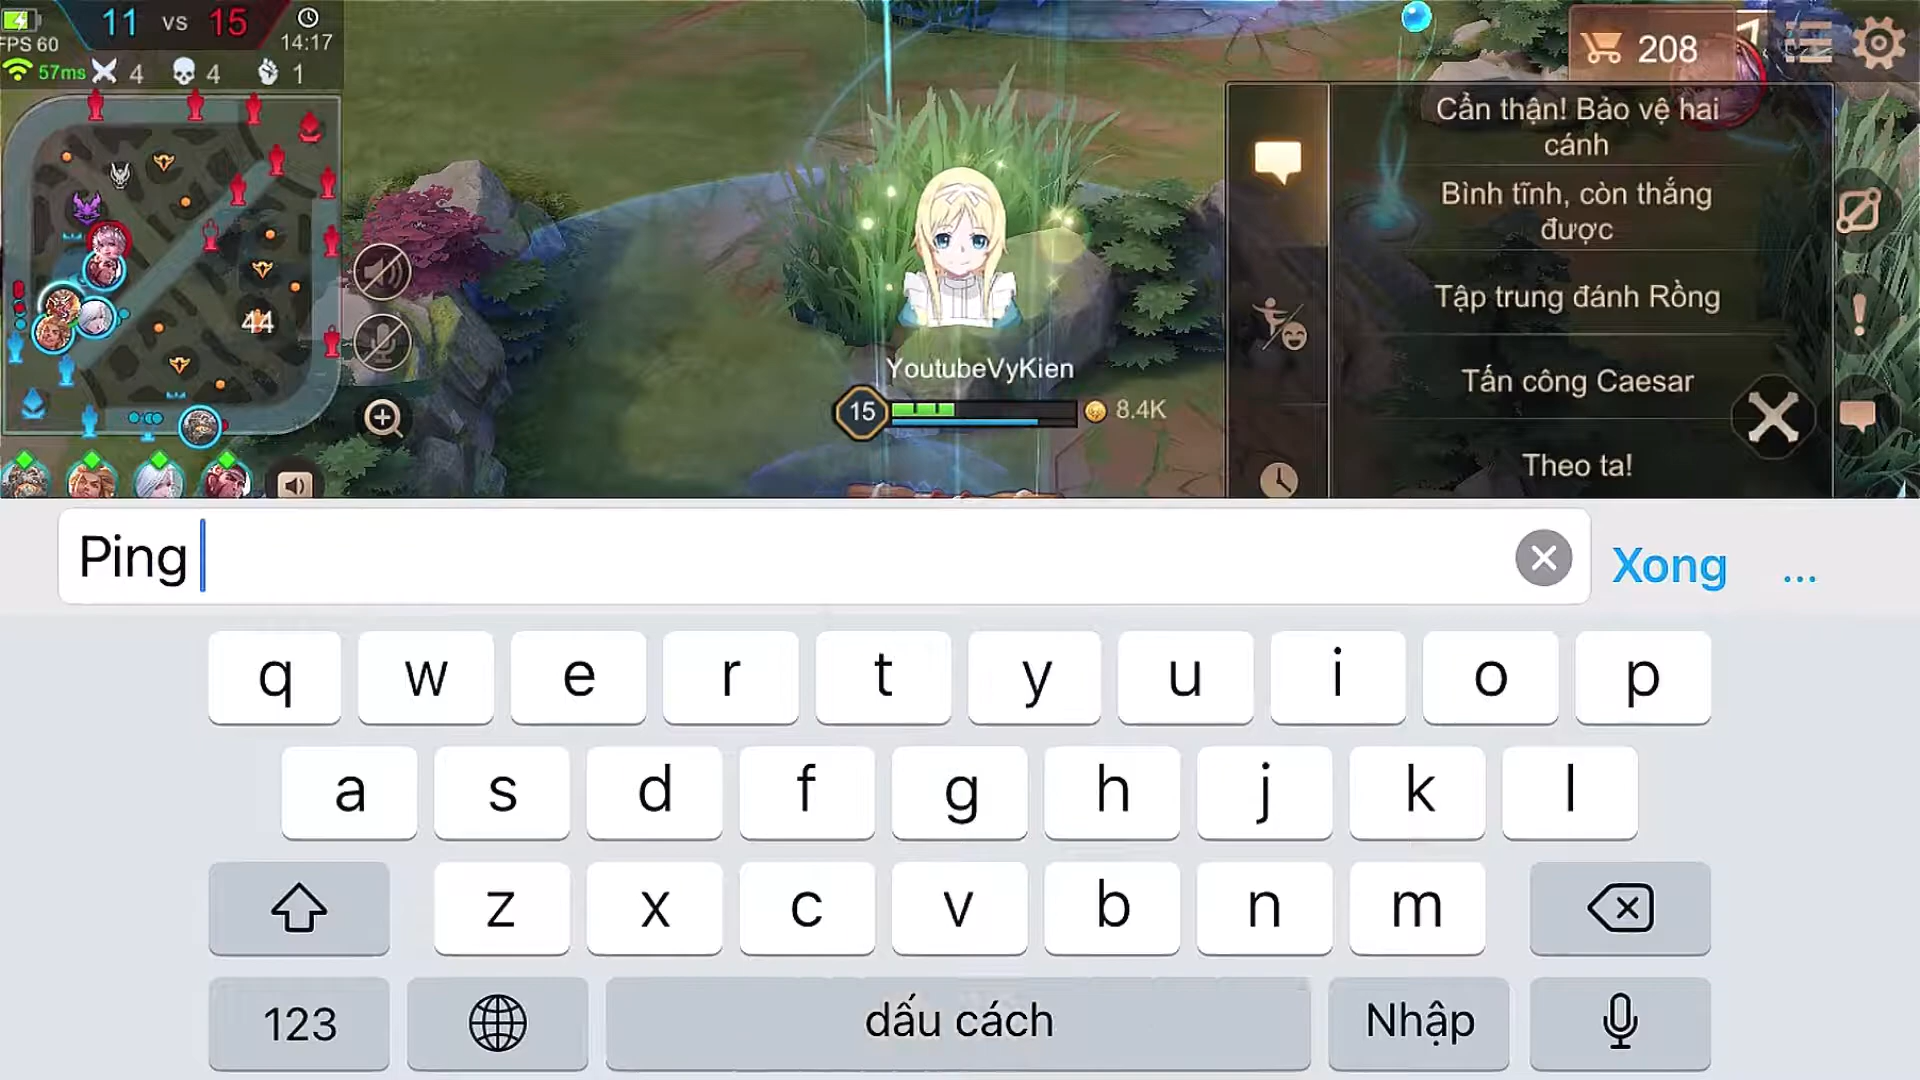 11 vs 15
FPS 60
14:17
57ms 4 4 1
208
44
Cẩn thận! Bảo vệ hai
cánh
Bình tĩnh, còn thắng
được
Tập trung đánh Rồng
Tấn công Caesar
Theo ta!
YoutubeVyKien
15
8.4K
Ping
Xong ...
q w e r t y u i o p
a s d f g h j k l
z x c v b n m
123 dấu cách Nhập